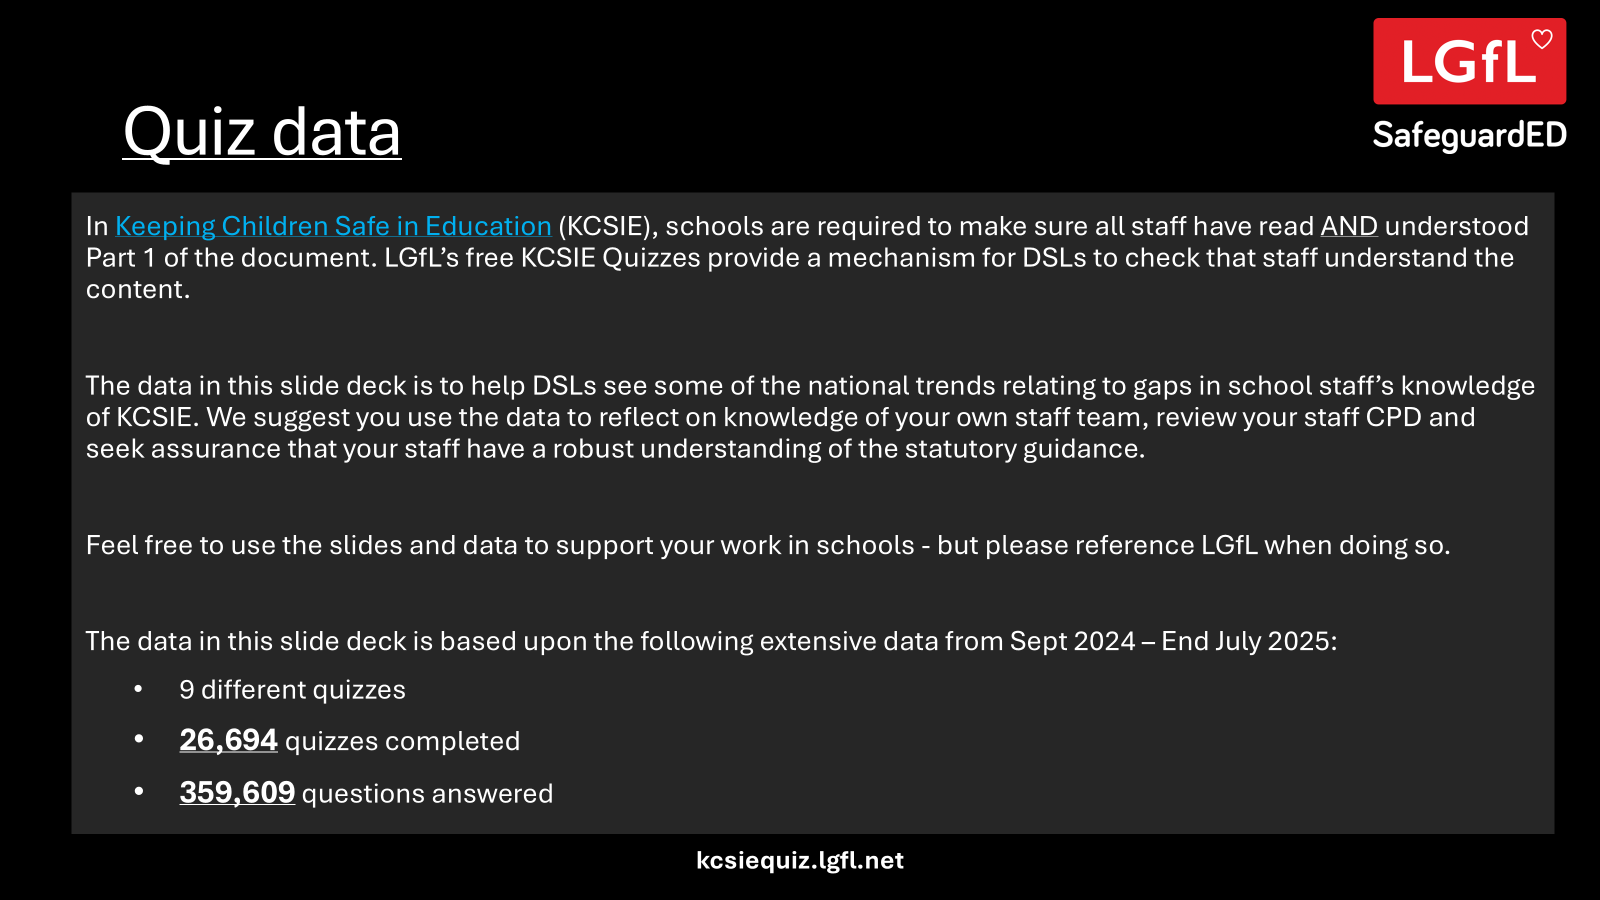 LGfL
SafeguardED
Quiz data
In Keeping Children Safe in Education (KCSIE), schools are required to make sure all staff have read AND understood
Part 1 of the document. LGfL’s free KCSIE Quizzes provide a mechanism for DSLs to check that staff understand the
content.
The data in this slide deck is to help DSLs see some of the national trends relating to gaps in school staff’s knowledge
of KCSIE. We suggest you use the data to reflect on knowledge of your own staff team, review your staff CPD and
seek assurance that your staff have a robust understanding of the statutory guidance.
Feel free to use the slides and data to support your work in schools - but please reference LGfL when doing so.
The data in this slide deck is based upon the following extensive data from Sept 2024 – End July 2025:
• 9 different quizzes
• 26,694 quizzes completed
• 359,609 questions answered
kcsiequiz.lgfl.net